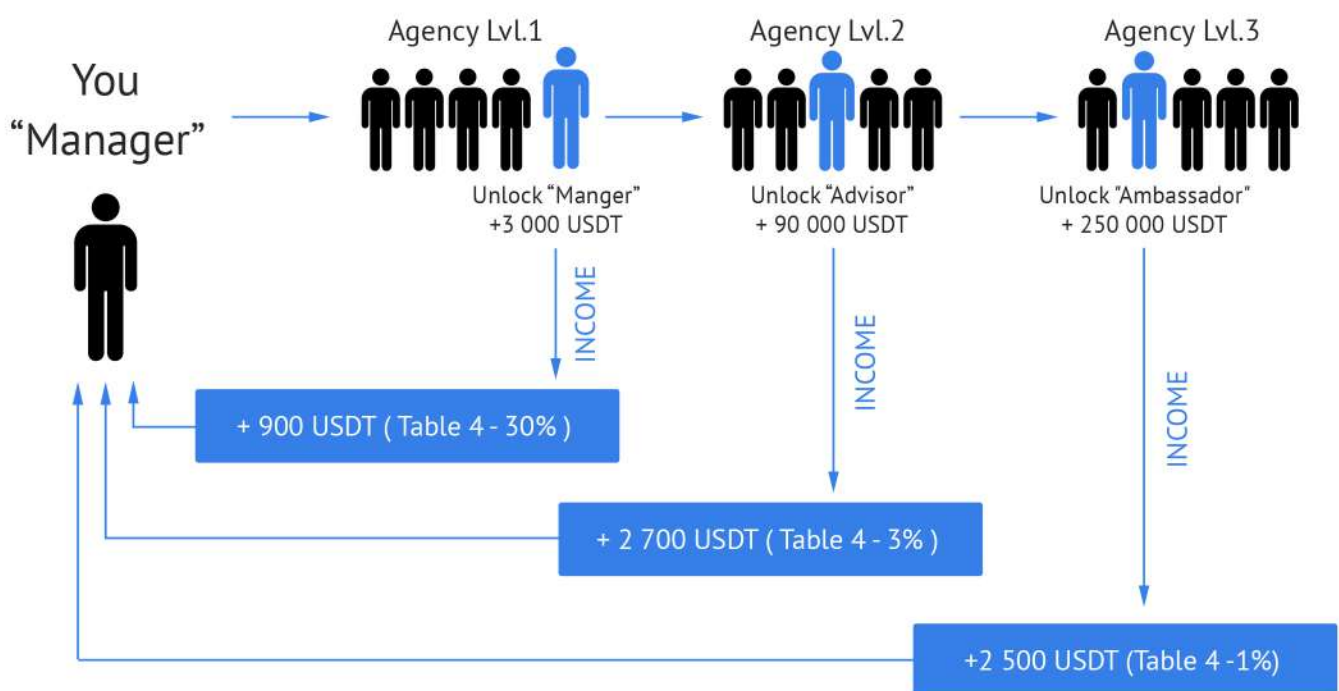 Agency Lvl.1
Agency Lvl.2
Agency Lvl.3
You
“Manager”
Unlock “Manger”
+3 000 USDT
Unlock “Advisor”
+ 90 000 USDT
Unlock "Ambassador"
+ 250 000 USDT
INCOME
INCOME
INCOME
+ 900 USDT ( Table 4 - 30% )
+ 2 700 USDT ( Table 4 - 3% )
+2 500 USDT (Table 4 -1%)